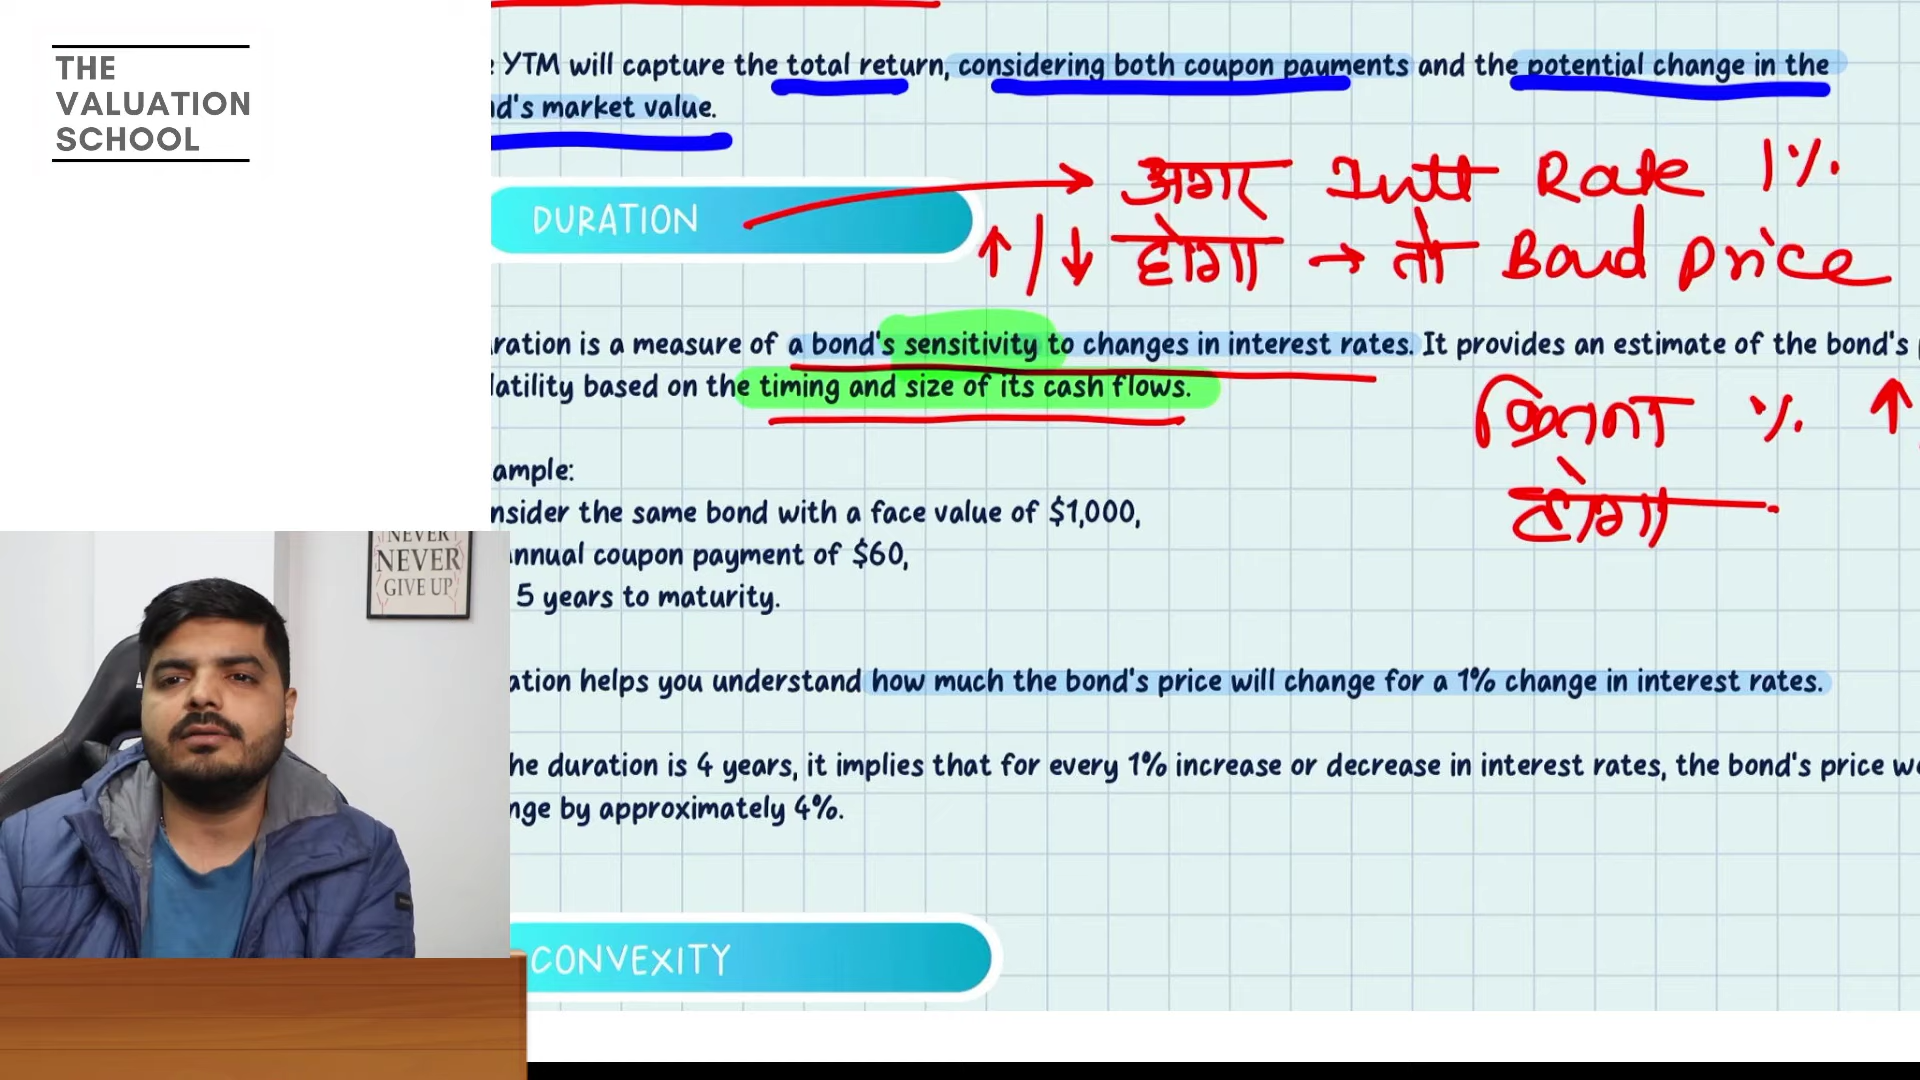 THE
VALUATION
SCHOOL
YTM will capture the total return, considering both coupon payments and the potential change in the
d's market value.
DURATION
अगर Rate 1%
↑/↓ होगा → तो Bond price
ration is a measure of a bond's sensitivity to changes in interest rates. It provides an estimate of the bond's
latility based on the timing and size of its cash flows.
कितना % ↑
होगा
ample:
nsider the same bond with a face value of $1,000,
annual coupon payment of $60,
5 years to maturity.
NEVER
NEVER
GIVE UP
ation helps you understand how much the bond's price will change for a 1% change in interest rates.
he duration is 4 years, it implies that for every 1% increase or decrease in interest rates, the bond's price w
nge by approximately 4%.
CONVEXITY